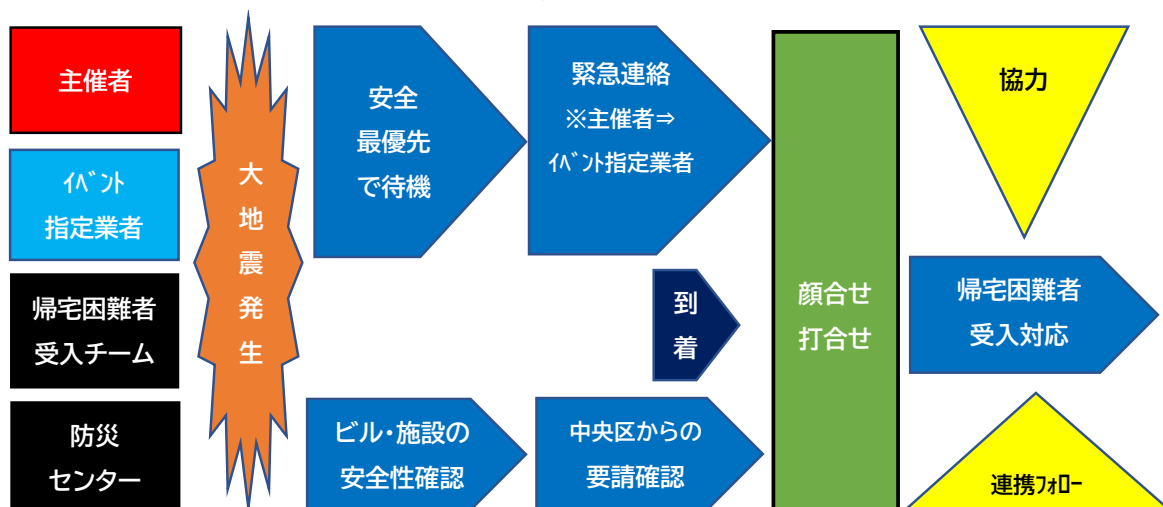 主催者
ｲﾍﾞﾝﾄ
指定業者
帰宅困難者
受入チーム
防災
センター
大
地
震
発
生
安全
最優先
で待機
緊急連絡
※主催者⇒
ｲﾍﾞﾝﾄ指定業者
到
着
ビル・施設の
安全性確認
中央区からの
要請確認
顔合せ
打合せ
協力
帰宅困難者
受入対応
連携ﾌｫﾛｰ